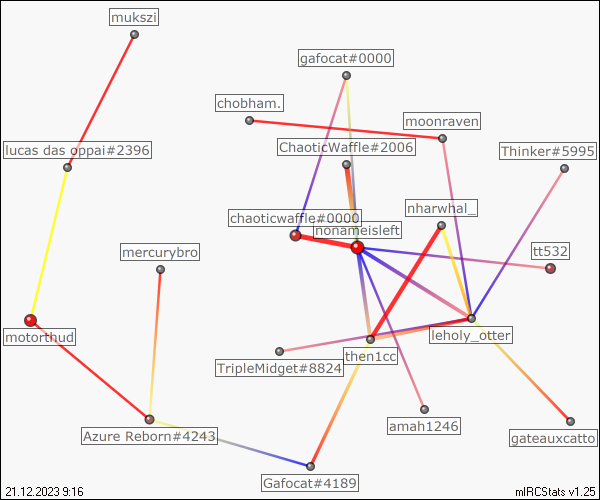 mukszi
gafocat#0000
chobham.
moonraven
ChaoticWaffle#2006
lucas das oppai#2396
Thinker#5995
nharwhal_
chaoticwaffle#0000
nonameisleft
mercurybro
tt532
motorthud
leholy_otter
then1cc
TripleMidget#8824
amah1246
Azure Reborn#4243
gateauxcatto
Gafocat#4189
21.12.2023 9:16
mIRCStats v1.25